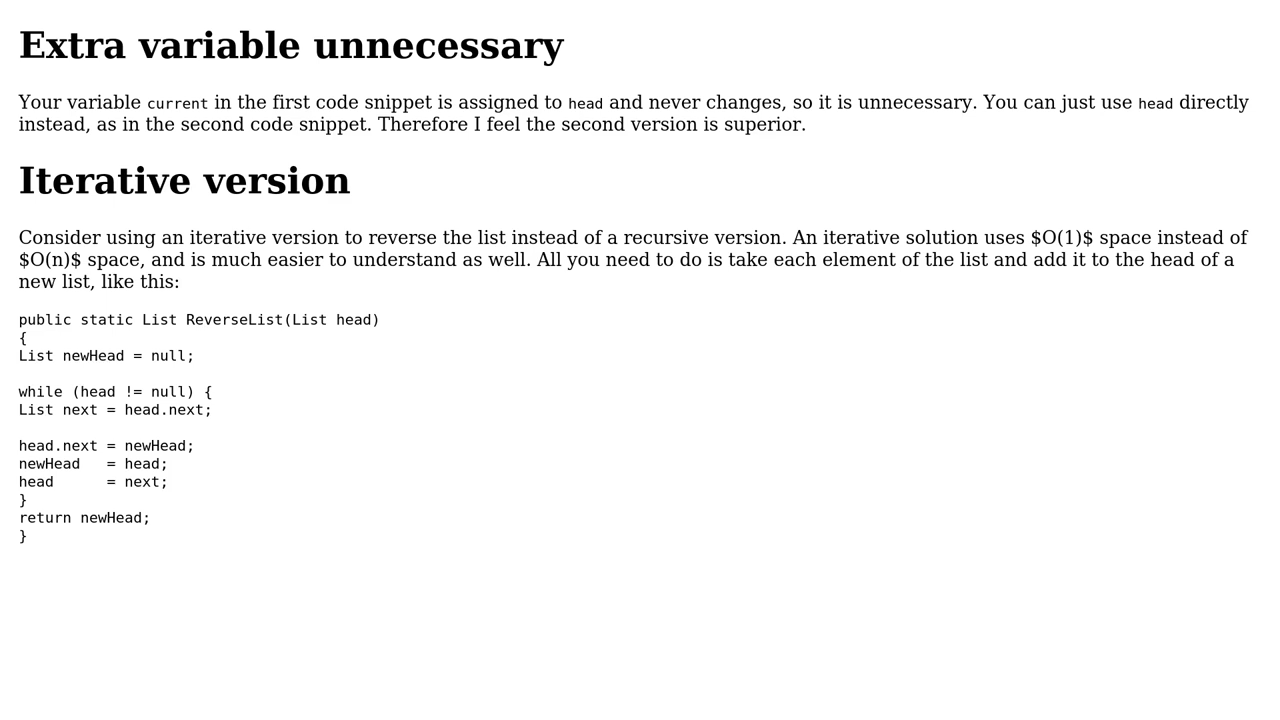 Extra variable unnecessary
Your variable current in the first code snippet is assigned to head and never changes, so it is unnecessary. You can just use head directly
instead, as in the second code snippet. Therefore I feel the second version is superior.
Iterative version
Consider using an iterative version to reverse the list instead of a recursive version. An iterative solution uses $O(1)$ space instead of
$O(n)$ space, and is much easier to understand as well. All you need to do is take each element of the list and add it to the head of a
new list, like this:
public static List ReverseList(List head)
{
List newHead = null;
while (head != null) {
List next = head.next;
head.next = newHead;
newHead   = head;
head      = next;
}
return newHead;
}